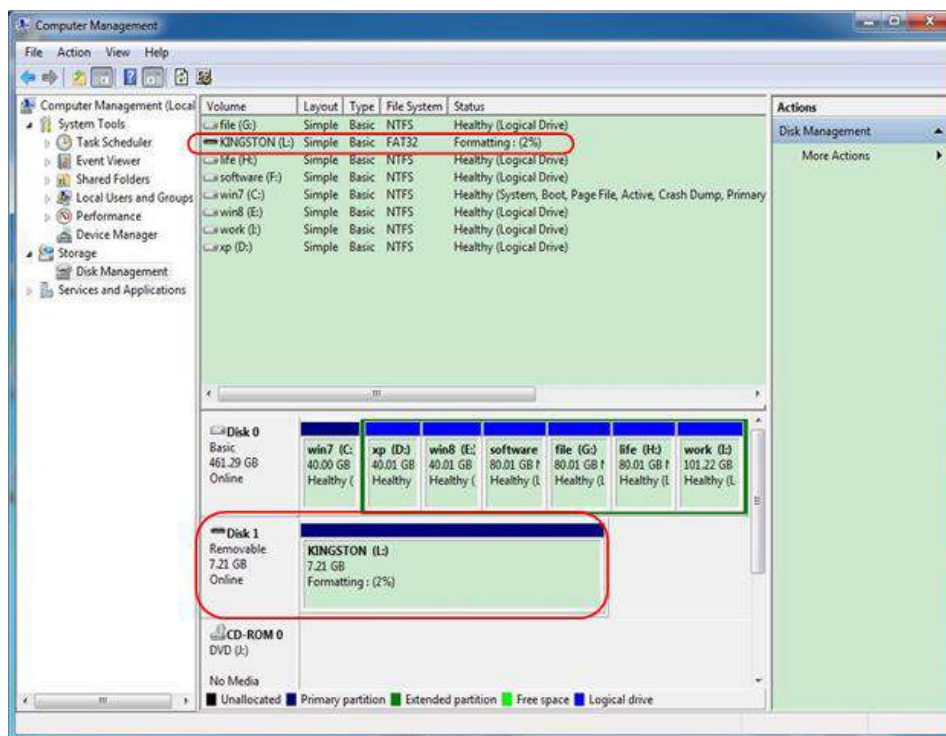 Computer Management
File Action View Help
Computer Management (Local
System Tools
Task Scheduler
Event Viewer
Shared Folders
Local Users and Groups
Performance
Device Manager
Storage
Disk Management
Services and Applications
Volume Layout Type File System Status
file (G:) Simple Basic NTFS Healthy (Logical Drive)
KINGSTON (L:) Simple Basic FAT32 Formatting : (2%)
life (H:) Simple Basic NTFS Healthy (Logical Drive)
software (F:) Simple Basic NTFS Healthy (Logical Drive)
win7 (C:) Simple Basic NTFS Healthy (System, Boot, Page File, Active, Crash Dump, Primary
win8 (E:) Simple Basic NTFS Healthy (Logical Drive)
work (I:) Simple Basic NTFS Healthy (Logical Drive)
xp (D:) Simple Basic NTFS Healthy (Logical Drive)
Actions
Disk Management
More Actions
Disk 0
Basic
461.29 GB
Online
win7 (C: xp (D:) win8 (E: software file (G:) life (H:) work (I:)
40.00 GB 40.01 GB 40.01 GB 80.01 GB 80.01 GB 80.01 GB 101.22 GB
Healthy ( Healthy Healthy ( Healthy (L Healthy (L Healthy (L Healthy (L
Disk 1
Removable
7.21 GB
Online
KINGSTON (L:)
7.21 GB
Formatting : (2%)
CD-ROM 0
DVD (J:)
No Media
Unallocated Primary partition Extended partition Free space Logical drive